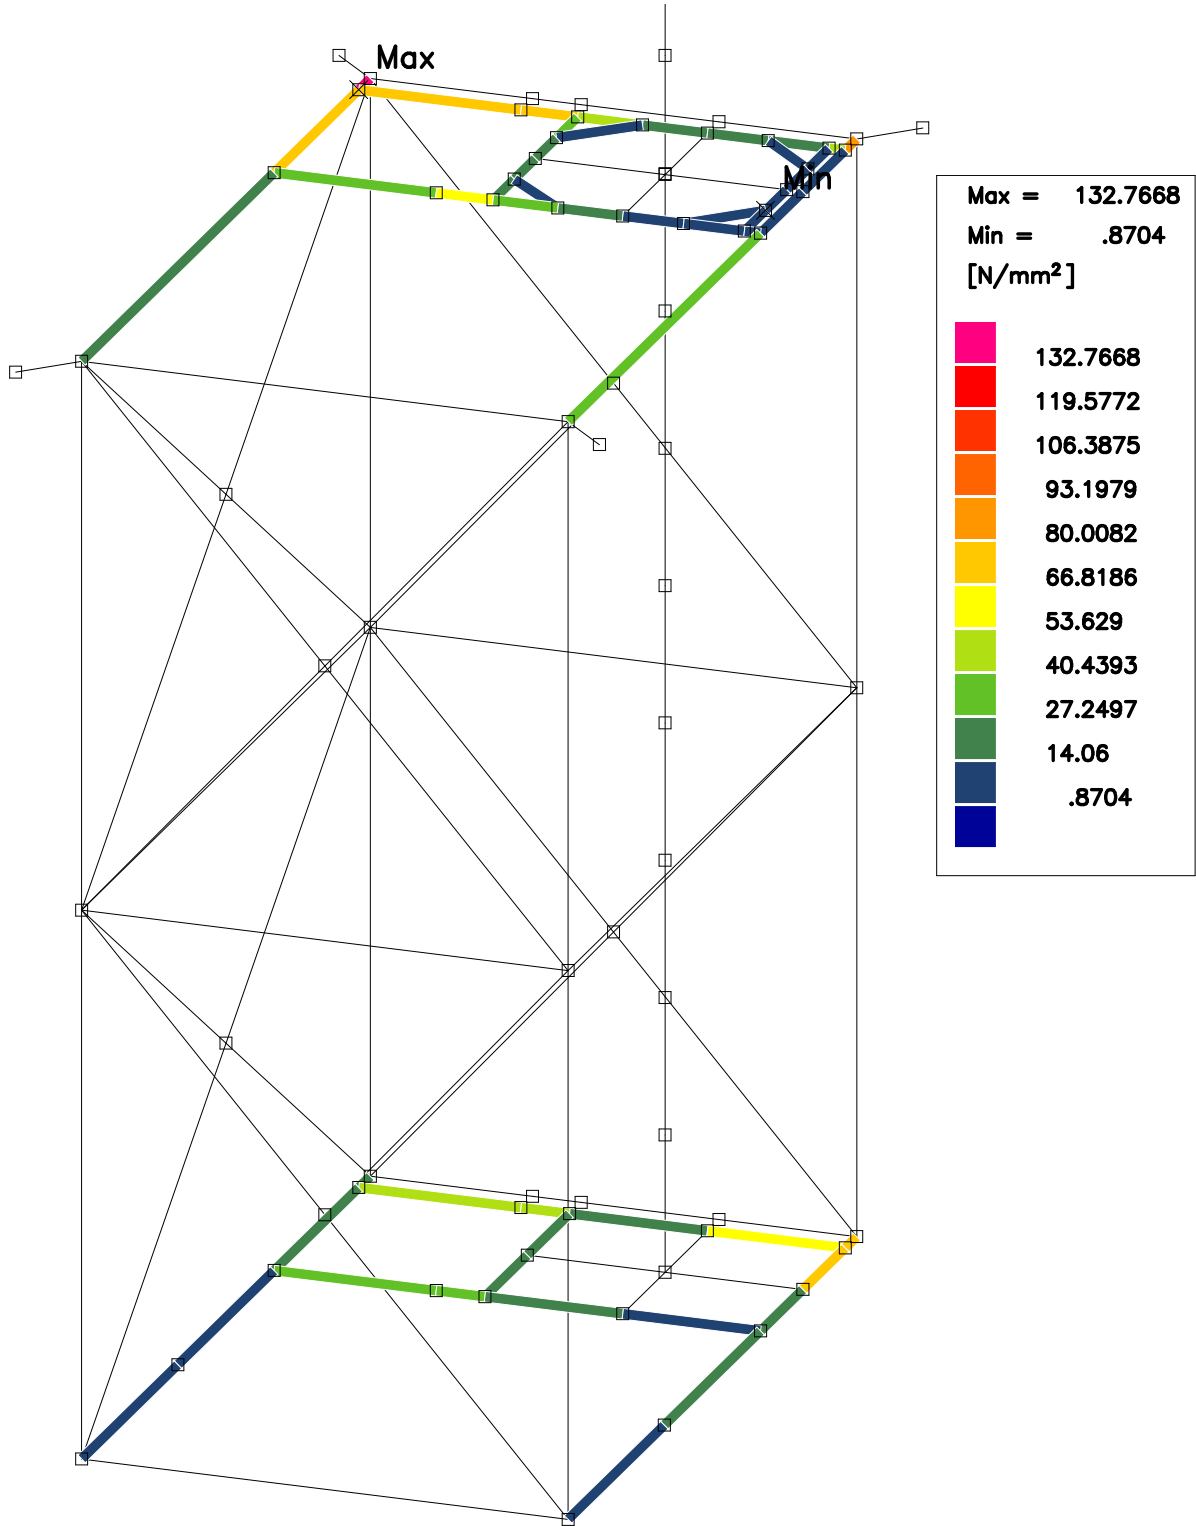 Max
Min
Max = 132.7668
Min = .8704
[N/mm²]
132.7668
119.5772
106.3875
93.1979
80.0082
66.8186
53.629
40.4393
27.2497
14.06
.8704